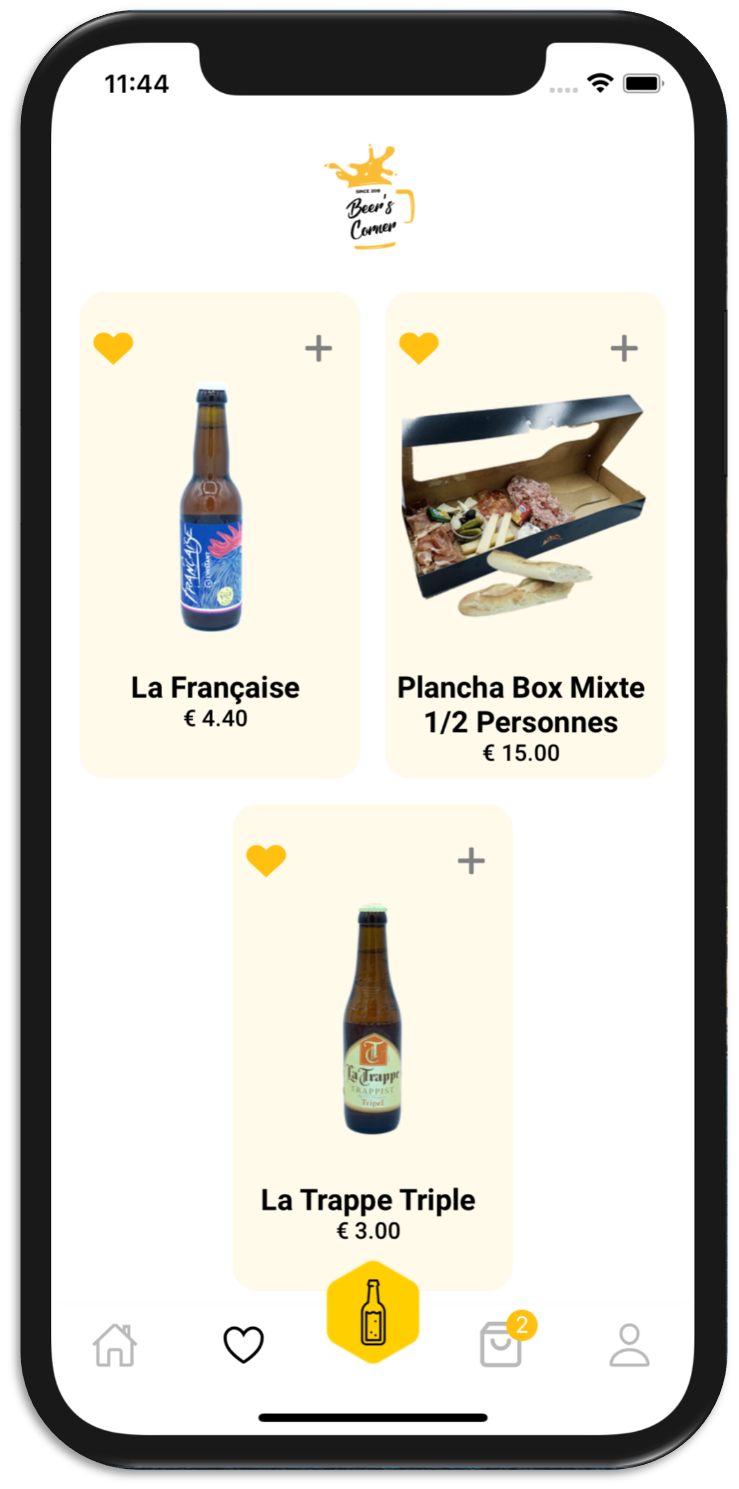 11:44
SINCE 2016
Beer's
Corner
FRANÇAISE
La Française
€ 4.40
Plancha Box Mixte
1/2 Personnes
€ 15.00
T
La Trappe
TRAPPIST
Tripel
La Trappe Triple
€ 3.00
2